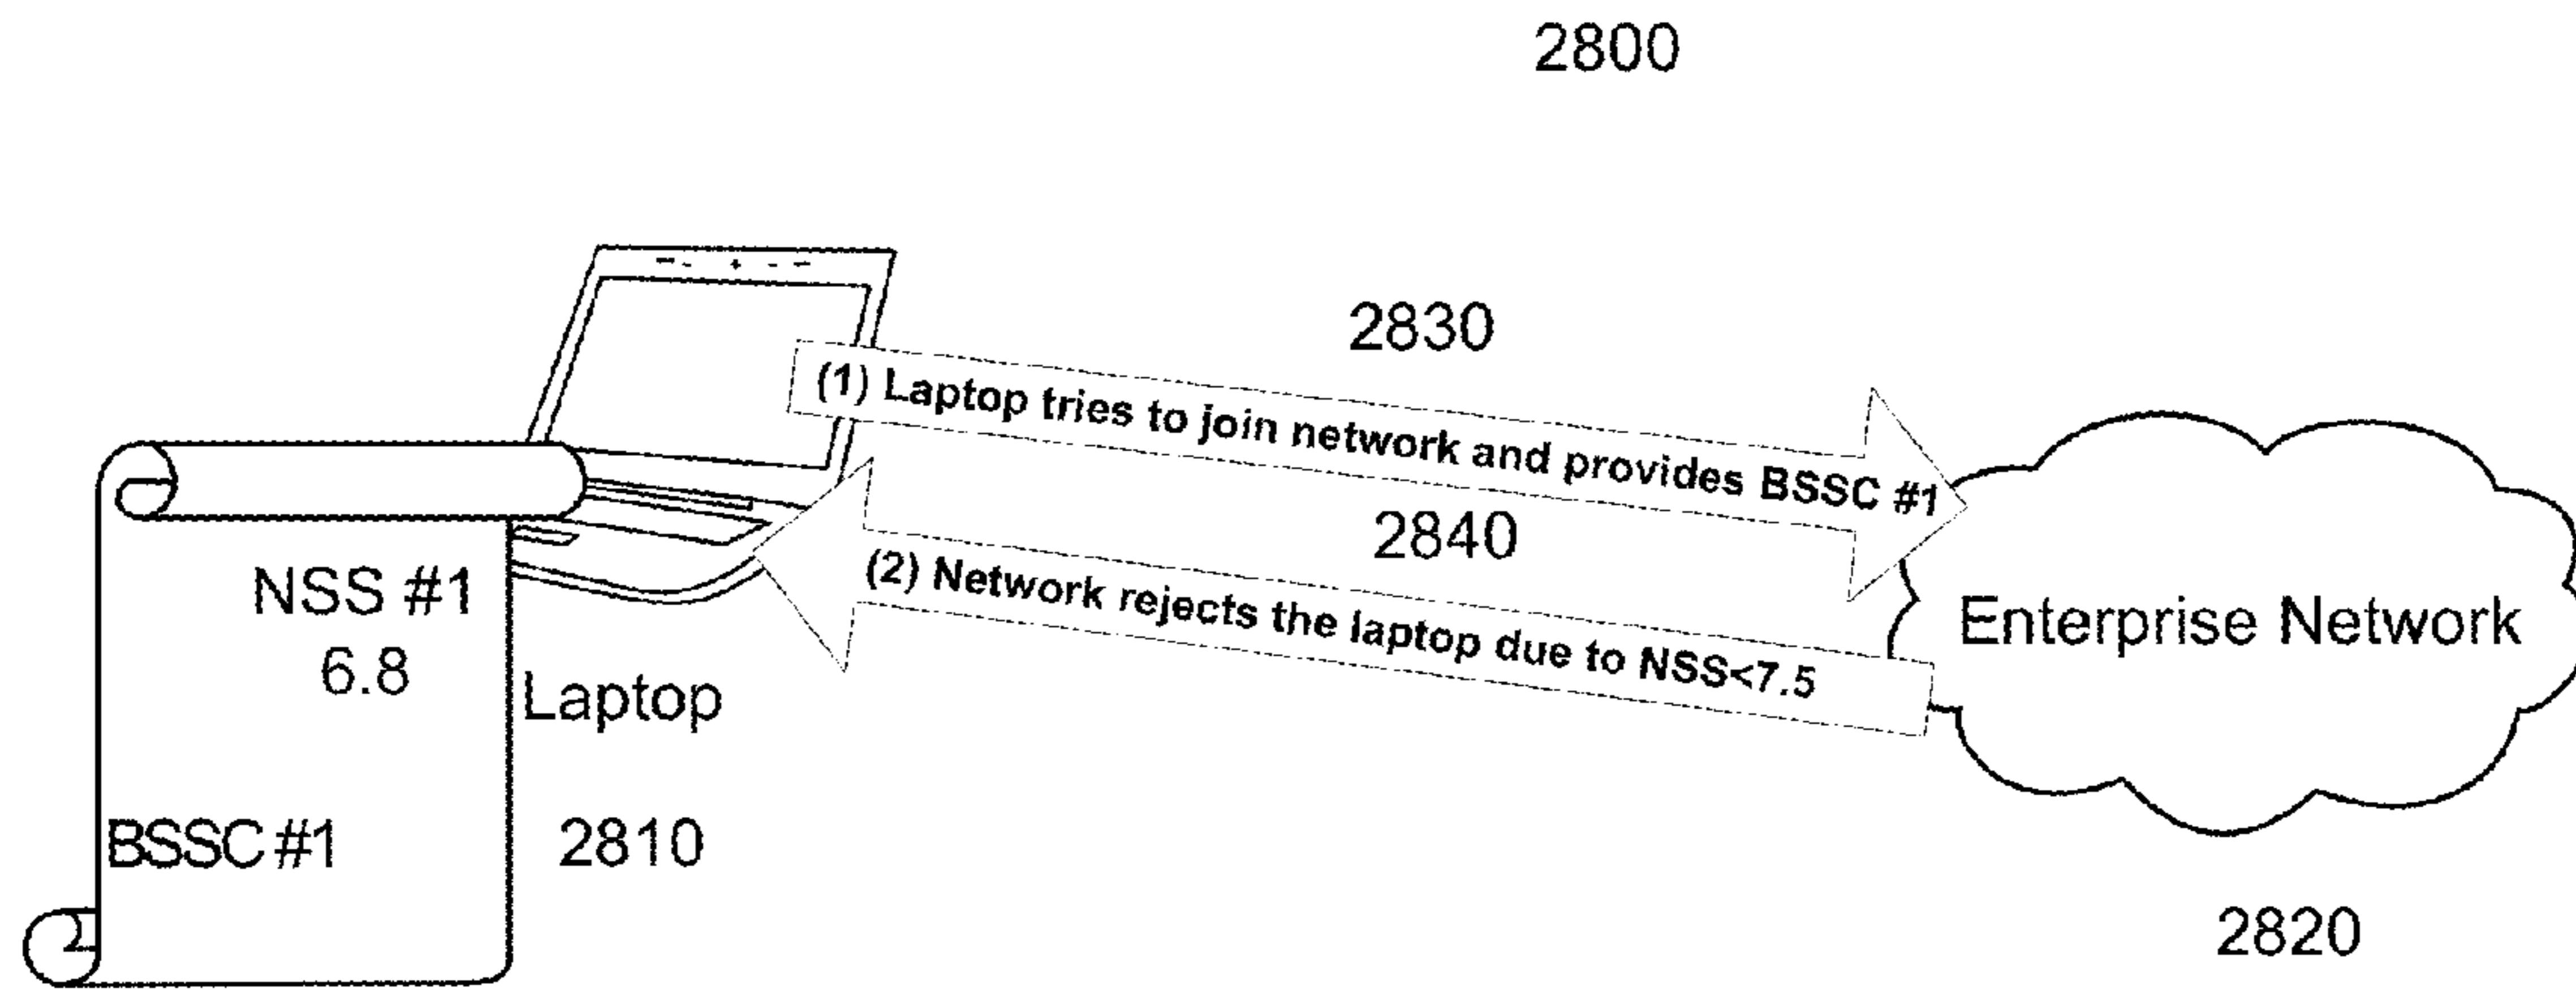 2800
2830
(1) Laptop tries to join network and provides BSSC #1
2840
(2) Network rejects the laptop due to NSS<7.5
NSS #1
6.8
Laptop
BSSC #1
2810
Enterprise Network
2820